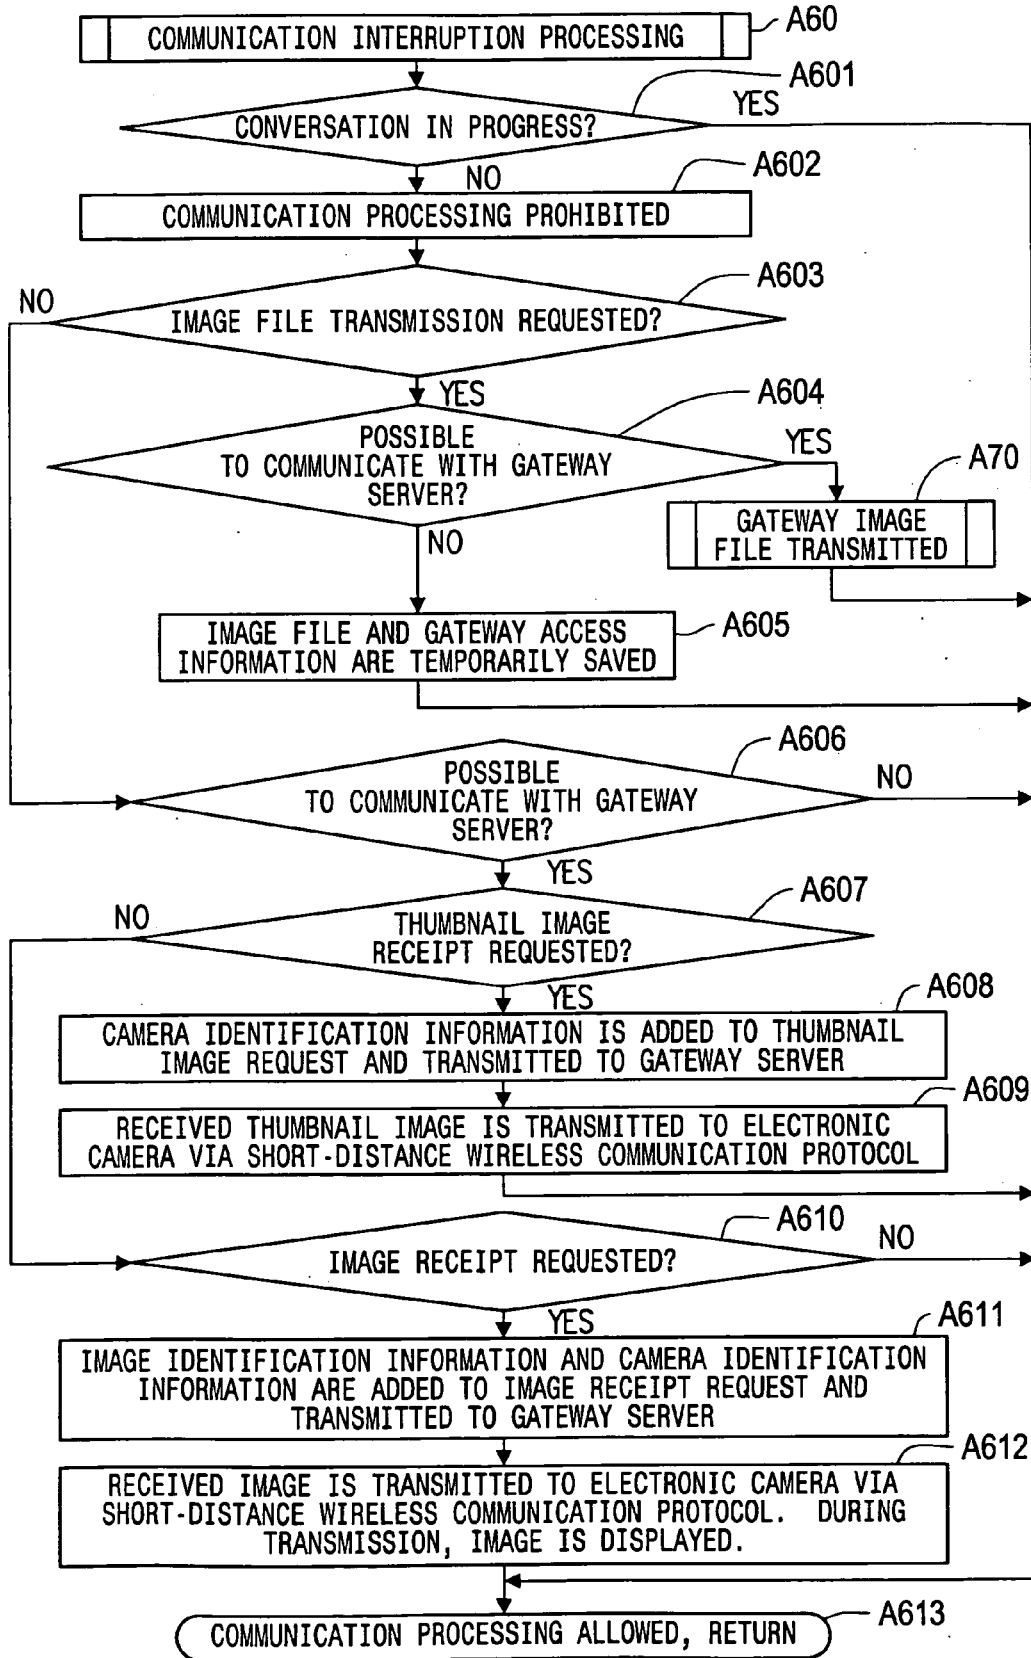 COMMUNICATION INTERRUPTION PROCESSING
A60
CONVERSATION IN PROGRESS?
A601
YES
NO
A602
COMMUNICATION PROCESSING PROHIBITED
A603
NO
IMAGE FILE TRANSMISSION REQUESTED?
YES
A604
POSSIBLE
TO COMMUNICATE WITH GATEWAY
SERVER?
YES
A70
GATEWAY IMAGE
FILE TRANSMITTED
NO
A605
IMAGE FILE AND GATEWAY ACCESS
INFORMATION ARE TEMPORARILY SAVED
A606
POSSIBLE
TO COMMUNICATE WITH GATEWAY
SERVER?
NO
YES
A607
NO
THUMBNAIL IMAGE
RECEIPT REQUESTED?
YES
A608
CAMERA IDENTIFICATION INFORMATION IS ADDED TO THUMBNAIL
IMAGE REQUEST AND TRANSMITTED TO GATEWAY SERVER
A609
RECEIVED THUMBNAIL IMAGE IS TRANSMITTED TO ELECTRONIC
CAMERA VIA SHORT-DISTANCE WIRELESS COMMUNICATION PROTOCOL
A610
IMAGE RECEIPT REQUESTED?
NO
YES
A611
IMAGE IDENTIFICATION INFORMATION AND CAMERA IDENTIFICATION
INFORMATION ARE ADDED TO IMAGE RECEIPT REQUEST AND
TRANSMITTED TO GATEWAY SERVER
A612
RECEIVED IMAGE IS TRANSMITTED TO ELECTRONIC CAMERA VIA
SHORT-DISTANCE WIRELESS COMMUNICATION PROTOCOL. DURING
TRANSMISSION, IMAGE IS DISPLAYED.
A613
COMMUNICATION PROCESSING ALLOWED, RETURN